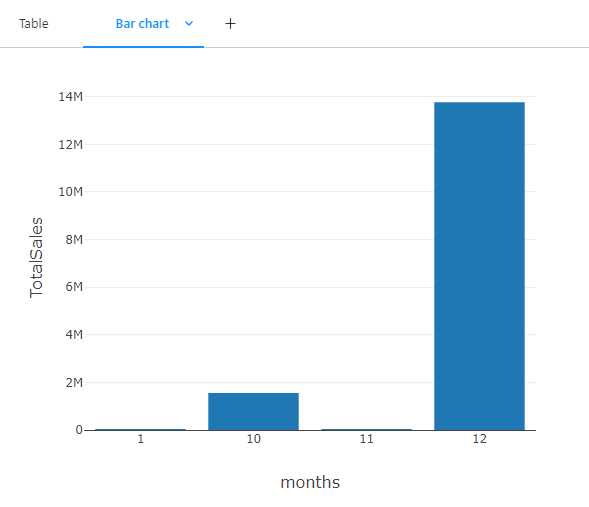 Table
Bar chart
+
14M
12M
10M
8M
6M
4M
2M
0
TotalSales
1 10 11 12
months